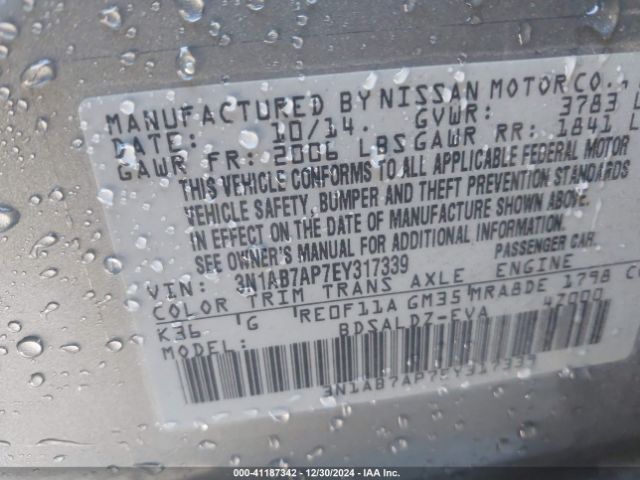 MANUFACTURED BY NISSAN MOTOR CO.,
DATE: 10/14. GVWR: 3783
GAWR FR: 2006 LBS GAWR RR: 1841 L
THIS VEHICLE CONFORMS TO ALL APPLICABLE FEDERAL MOTOR
VEHICLE SAFETY, BUMPER AND THEFT PREVENTION STANDARDS
IN EFFECT ON THE DATE OF MANUFACTURE SHOWN ABOVE.
SEE OWNER'S MANUAL FOR ADDITIONAL INFORMATION.
VIN: 3N1AB7AP7EY317339 PASSENGER CAR
COLOR TRIM TRANS AXLE ENGINE
K36 G RE0F11A GM35 MRA8DE 1798 C
MODEL: BDSALDZ-EVA 47000
3N1AB7AP7EY317339
000-41187342 - 12/30/2024 - IAA Inc.